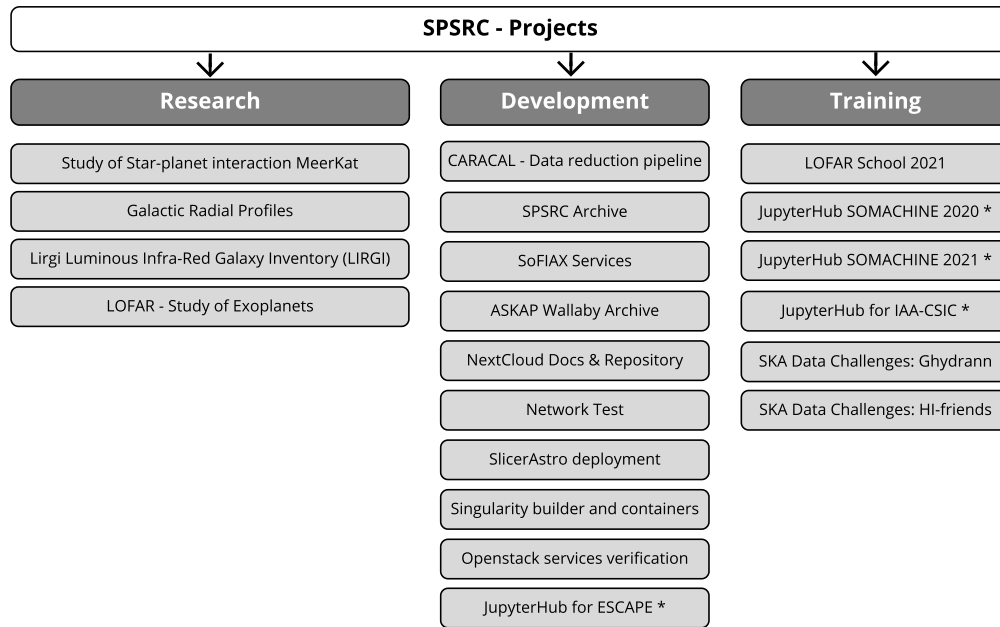 SPSRC - Projects
Research
Study of Star-planet interaction MeerKat
Galactic Radial Profiles
Lirgi Luminous Infra-Red Galaxy Inventory (LIRGI)
LOFAR - Study of Exoplanets
Development
CARACAL - Data reduction pipeline
SPSRC Archive
SoFIAX Services
ASKAP Wallaby Archive
NextCloud Docs & Repository
Network Test
SlicerAstro deployment
Singularity builder and containers
Openstack services verification
JupyterHub for ESCAPE *
Training
LOFAR School 2021
JupyterHub SOMACHINE 2020 *
JupyterHub SOMACHINE 2021 *
JupyterHub for IAA-CSIC *
SKA Data Challenges: Ghydrann
SKA Data Challenges: HI-friends